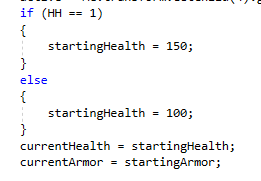 if (HH == 1)
{
startingHealth = 150;
}
else
{
startingHealth = 100;
}
currentHealth = startingHealth;
currentArmor = startingArmor;